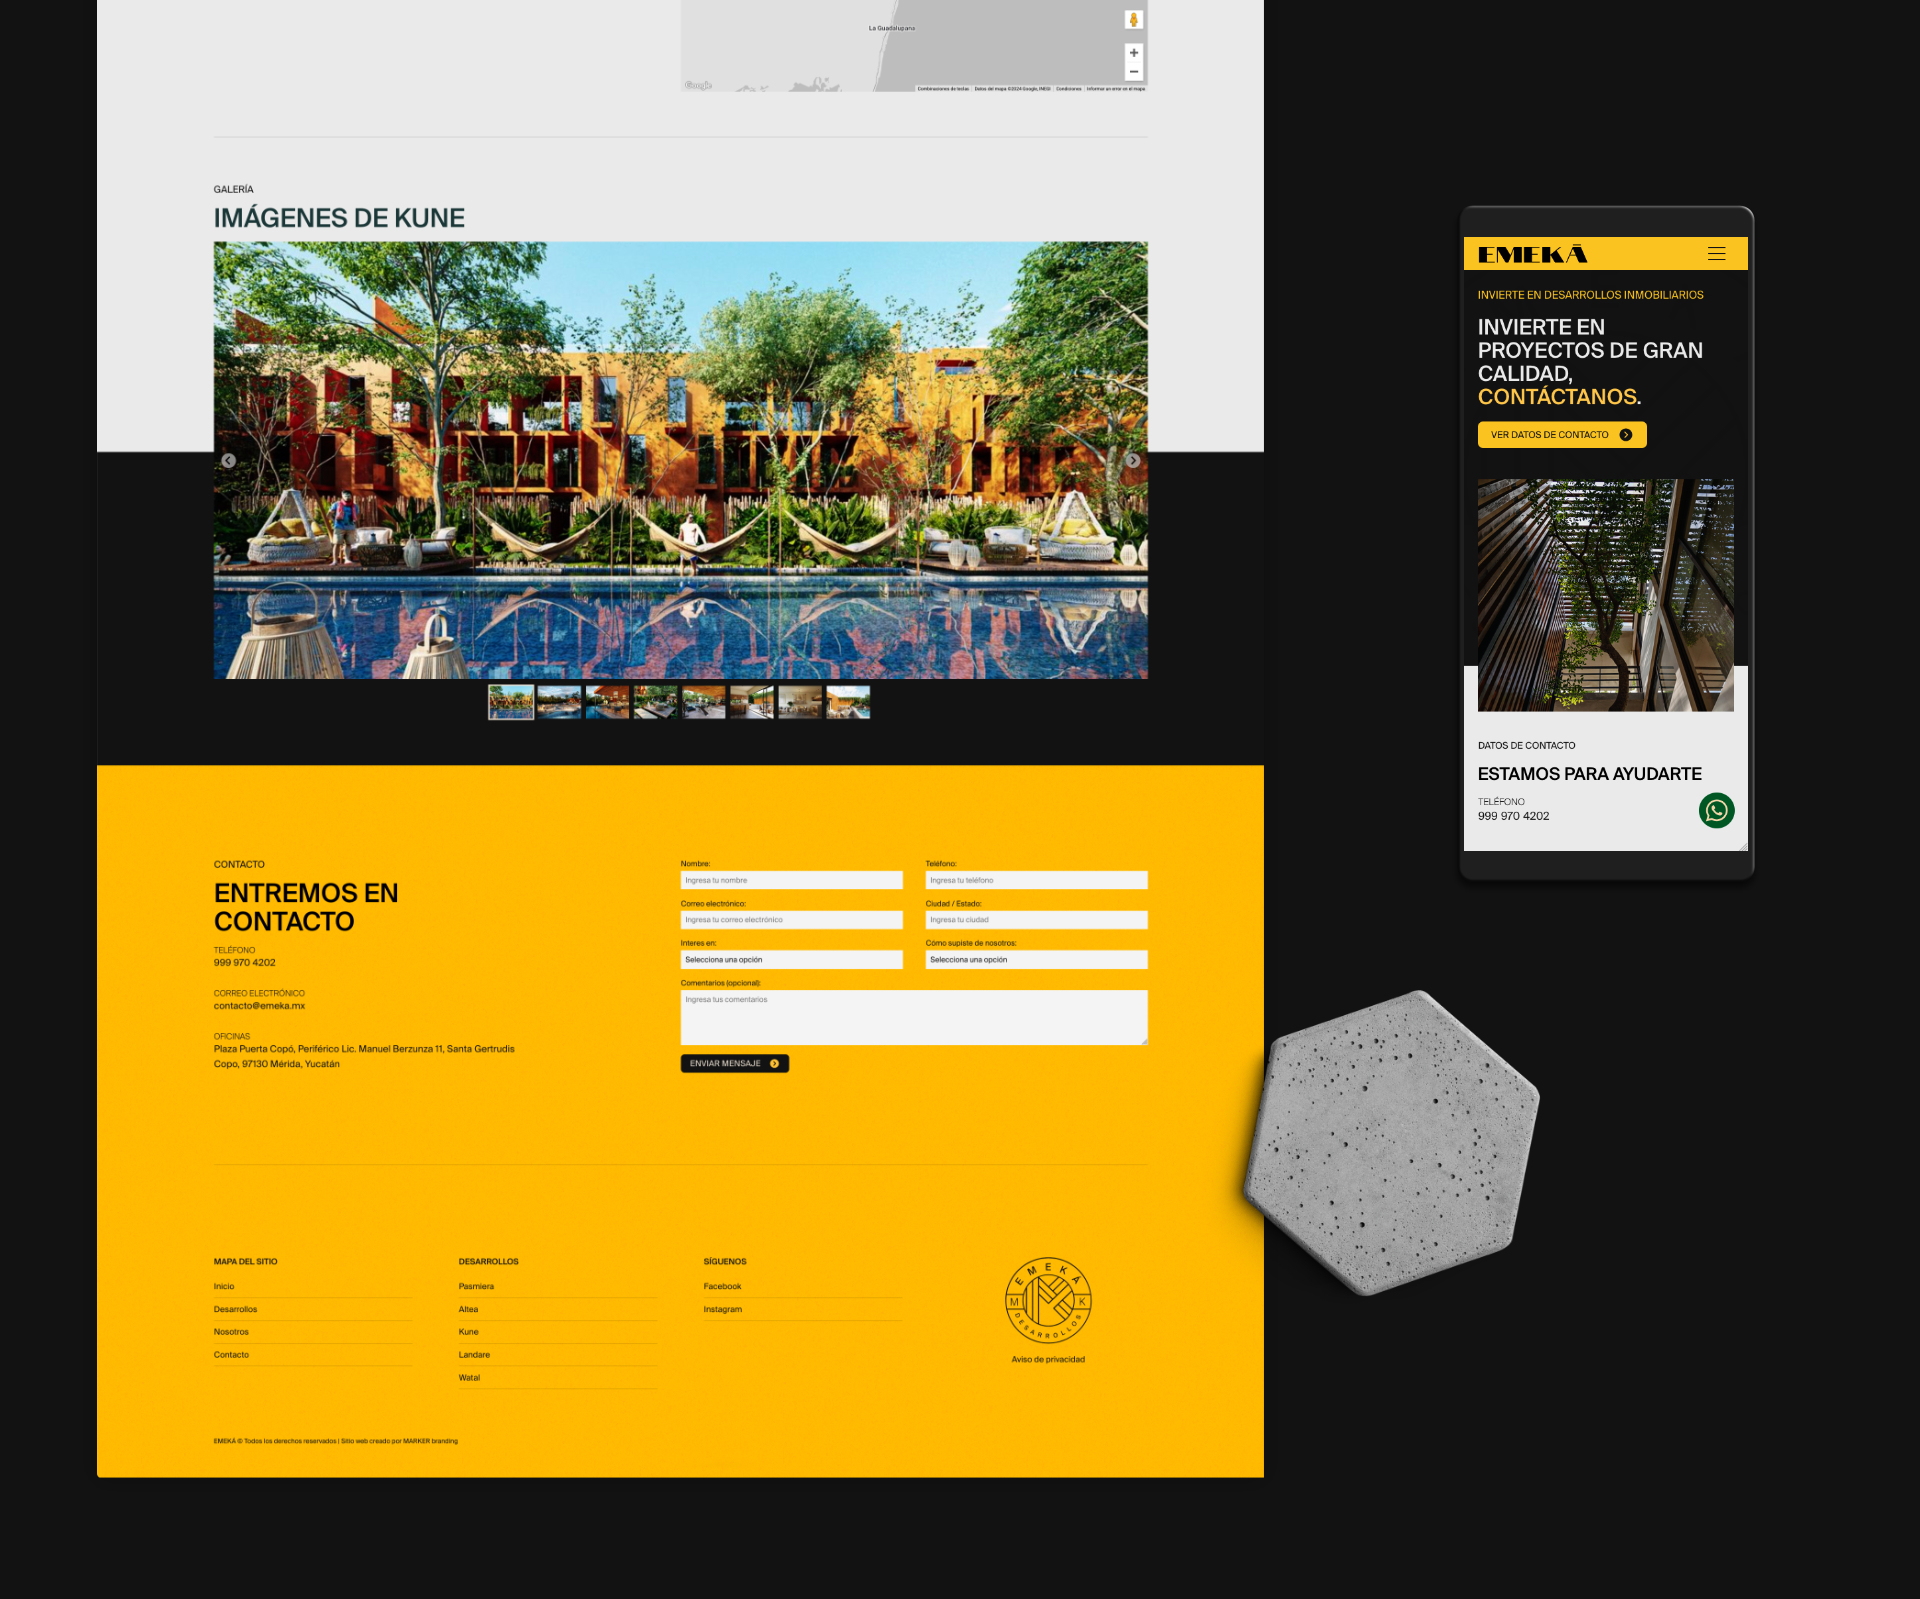 La Guadalupana
Google
Combinaciones de teclas
Datos del mapa ©2024 Google, INEGI
Condiciones
Informar un error en el mapa
GALERÍA
IMÁGENES DE KUNE
CONTACTO
ENTREMOS EN
CONTACTO
TELÉFONO
999 970 4202
CORREO ELECTRÓNICO
contacto@emeka.mx
OFICINAS
Plaza Puerta Copó, Periférico Lic. Manuel Berzunza 11, Santa Gertrudis
Copo, 97130 Mérida, Yucatán
Nombre:
Ingresa tu nombre
Teléfono:
Ingresa tu teléfono
Correo electrónico:
Ingresa tu correo electrónico
Ciudad / Estado:
Ingresa tu ciudad
Interes en:
Selecciona una opción
Cómo supiste de nosotros:
Selecciona una opción
Comentarios (opcional):
Ingresa tus comentarios
ENVIAR MENSAJE
MAPA DEL SITIO
Inicio
Desarrollos
Nosotros
Contacto
DESARROLLOS
Pasmiera
Altea
Kune
Landare
Watal
SÍGUENOS
Facebook
Instagram
EMEKÁ
M K
DESARROLLOS
Aviso de privacidad
EMEKÁ © Todos los derechos reservados | Sitio web creado por MARKER branding
EMEKĀ
INVIERTE EN DESARROLLOS INMOBILIARIOS
INVIERTE EN
PROYECTOS DE GRAN
CALIDAD,
CONTÁCTANOS.
VER DATOS DE CONTACTO
DATOS DE CONTACTO
ESTAMOS PARA AYUDARTE
TELÉFONO
999 970 4202